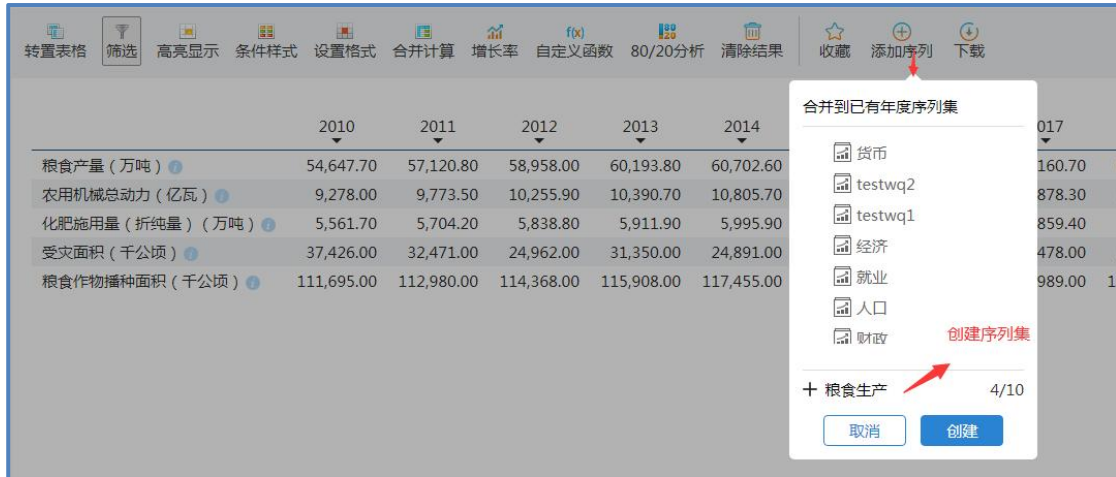 转置表格 筛选 高亮显示 条件样式 设置格式 合并计算 增长率 f(x) 自定义函数 80/20分析 清除结果 收藏 添加序列 下载
合并到已有年度序列集
2010 2011 2012 2013 2014 017
货币
粮食产量(万吨) 54,647.70 57,120.80 58,958.00 60,193.80 60,702.60 160.70
testwq2
农用机械总动力(亿瓦) 9,278.00 9,773.50 10,255.90 10,390.70 10,805.70 878.30
testwq1
化肥施用量(折纯量)(万吨) 5,561.70 5,704.20 5,838.80 5,911.90 5,995.90 859.40
经济
受灾面积(千公顷) 37,426.00 32,471.00 24,962.00 31,350.00 24,891.00 478.00
就业
粮食作物播种面积(千公顷) 111,695.00 112,980.00 114,368.00 115,908.00 117,455.00 989.00 1
人口
财政
创建序列集
+ 粮食生产 4/10
取消 创建